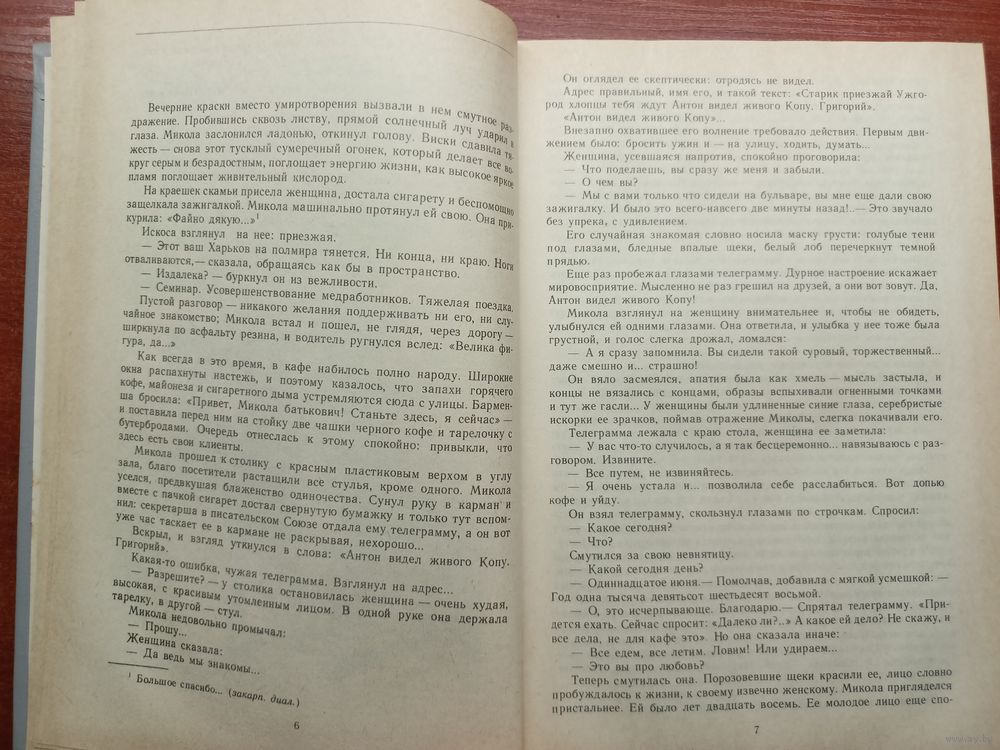 Вечерние краски вместо умиротворения вызвали в нем смутное раз-
дражение. Пробившись сквозь листву, прямой солнечный луч ударил в
глаза. Микола заслонился ладонью, откинул голову. Виски сдавила тя-
жесть — снова этот тусклый сумеречный огонек, который делает все во-
круг серым и безрадостным, поглощает энергию жизни, как высокое яркое
пламя поглощает живительный кислород.
На краешек скамьи присела женщина, достала сигарету и беспомощно
защелкала зажигалкой. Микола машинально протянул ей свою. Она при-
курила: «Файно дякую...»¹
Искоса взглянул на нее: приезжая.
— Этот ваш Харьков на полмира тянется. Ни конца, ни краю. Ноги
отваливаются,— сказала, обращаясь как бы в пространство.
— Издалека? — буркнул он из вежливости.
— Семинар. Усовершенствование медработников. Тяжелая поездка.
Пустой разговор — никакого желания поддерживать ни его, ни слу-
чайное знакомство; Микола встал и пошел, не глядя, через дорогу —
ширкнула по асфальту резина, и водитель ругнулся вслед: «Велика фи-
гура, да...»
Как всегда в это время, в кафе набилось полно народу. Широкие
окна распахнуты настежь, и поэтому казалось, что запахи горячего
кофе, майонеза и сигаретного дыма устремляются сюда с улицы. Бармен-
ша бросила: «Привет, Микола батькович! Станьте здесь, я сейчас» —
и поставила перед ним на стойку две чашки черного кофе и тарелочку с
бутербродами. Очередь отнеслась к этому спокойно: привыкли, что
здесь есть свои клиенты.
Микола прошел к столику с красным пластиковым верхом в углу
зала, благо посетители растащили все стулья, кроме одного. Микола
уселся, предвкушая блаженство одиночества. Сунул руку в карман и
вместе с пачкой сигарет достал свернутую бумажку и только тут вспом-
нил: секретарша в писательском Союзе отдала ему телеграмму, а он вот
уже час таскает ее в кармане не раскрывая, нехорошо...
Вскрыл, и взгляд уткнулся в слова: «Антон видел живого Копу.
Григорий».
Какая-то ошибка, чужая телеграмма. Взглянул на адрес...
— Разрешите? — у столика остановилась женщина — очень худая,
высокая, с красивым утомленным лицом. В одной руке она держала
тарелку, в другой — стул.
Микола недовольно промычал:
— Прошу...
Женщина сказала:
— Да ведь мы знакомы...
¹ Большое спасибо... (закарп. диал.)
6
Он оглядел ее скептически: отродясь не видел.
Адрес правильный, имя его, и такой текст: «Старик приезжай Ужго-
род хлопцы тебя ждут Антон видел живого Копу. Григорий».
«Антон видел живого Копу»...
Внезапно охватившее его волнение требовало действия. Первым дви-
жением было: бросить ужин и — на улицу, ходить, думать...
Женщина, усевшаяся напротив, спокойно проговорила:
— Что поделаешь, вы сразу же меня и забыли.
— О чем вы?
— Мы с вами только что сидели на бульваре, вы мне еще дали свою
зажигалку. И было это всего-навсего две минуты назад!..— Это звучало
без упрека, с удивлением.
Его случайная знакомая словно носила маску грусти: голубые тени
под глазами, бледные впалые щеки, белый лоб перечеркнут темной
прядью.
Еще раз пробежал глазами телеграмму. Дурное настроение искажает
мировосприятие. Мысленно не раз грешил на друзей, а они вот зовут. Да,
Антон видел живого Копу!
Микола взглянул на женщину внимательнее и, чтобы не обидеть,
улыбнулся ей одними глазами. Она ответила, и улыбка у нее тоже была
грустной, и голос слегка дрожал, ломался:
— А я сразу запомнила. Вы сидели такой суровый, торжественный...
даже смешно и... страшно!
Он вяло засмеялся, апатия была как хмель — мысль застыла, и
концы не вязались с концами, образы вспыхивали огненными точками
и тут же гасли... У женщины были удлиненные синие глаза, серебристые
искорки ее зрачков, поймав отражение Миколы, слегка покачивали его.
Телеграмма лежала с краю стола, женщина ее заметила:
— У вас что-то случилось, а я так бесцеремонно... навязываюсь с раз-
говором. Извините.
— Все путем, не извиняйтесь.
— Я очень устала и... позволила себе расслабиться. Вот допью
кофе и уйду.
Он взял телеграмму, скользнул глазами по строчкам. Спросил:
— Какое сегодня?
— Что?
Смутился за свою невнятицу.
— Какой сегодня день?
— Одиннадцатое июня.— Помолчав, добавила с мягкой усмешкой: —
Год одна тысяча девятьсот шестьдесят восьмой.
— О, это исчерпывающе. Благодарю.— Спрятал телеграмму. «При-
дется ехать. Сейчас спросит: «Далеко ли?..» А какое ей дело? Не скажу, и
все дела, не для кафе это». Но она сказала иначе:
— Все едем, все летим. Ловим! Или удираем...
— Это вы про любовь?
Теперь смутилась она. Порозовевшие щеки красили ее, лицо словно
пробуждалось к жизни, к своему извечно женскому. Микола пригляделся
пристальнее. Ей было лет двадцать восемь. Ее молодое лицо еще спо-
7